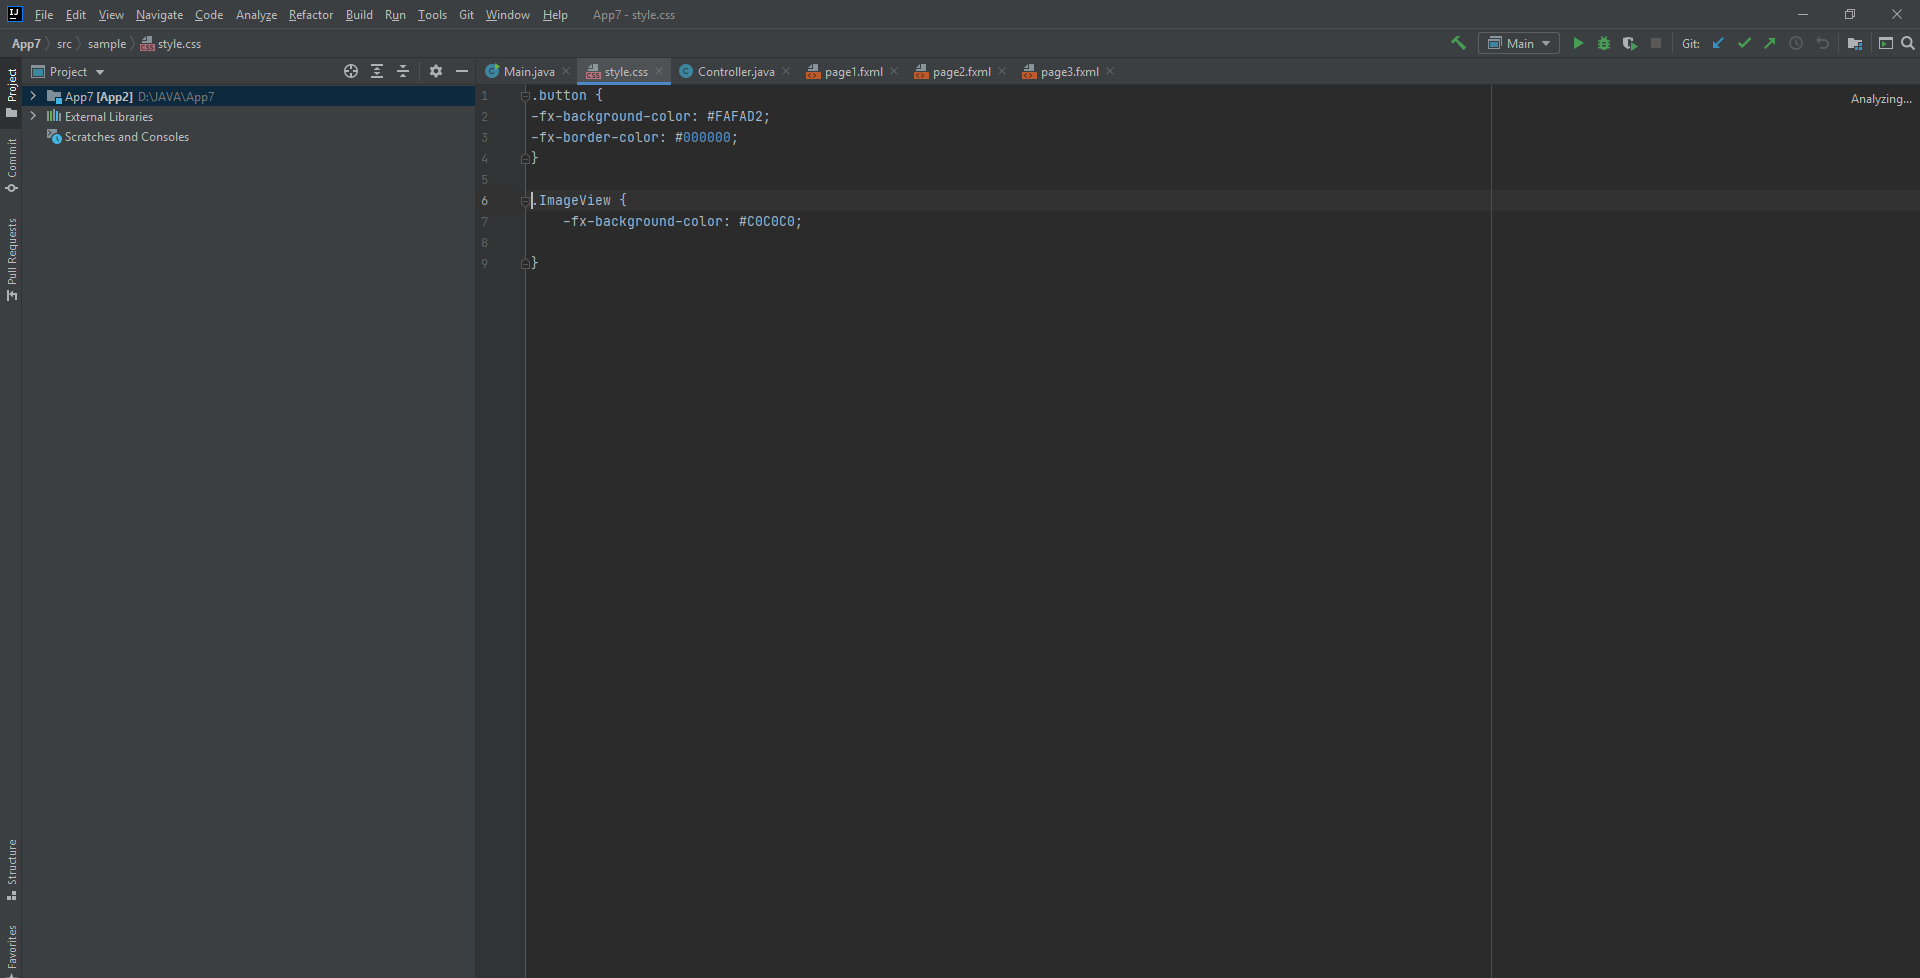 IJ File Edit View Navigate Code Analyze Refactor Build Run Tools Git Window Help App7 - style.css
App7 src sample style.css Main Git:
Project Main.java style.css Controller.java page1.fxml page2.fxml page3.fxml
App7 [App2] D:\JAVA\App7
External Libraries
Scratches and Consoles
Project
Commit
Pull Requests
Structure
Favorites
1 .button {
2 -fx-background-color: #FAFAD2;
3 -fx-border-color: #000000;
4 }
5
6 .ImageView {
7 -fx-background-color: #C0C0C0;
8
9 }
Analyzing...